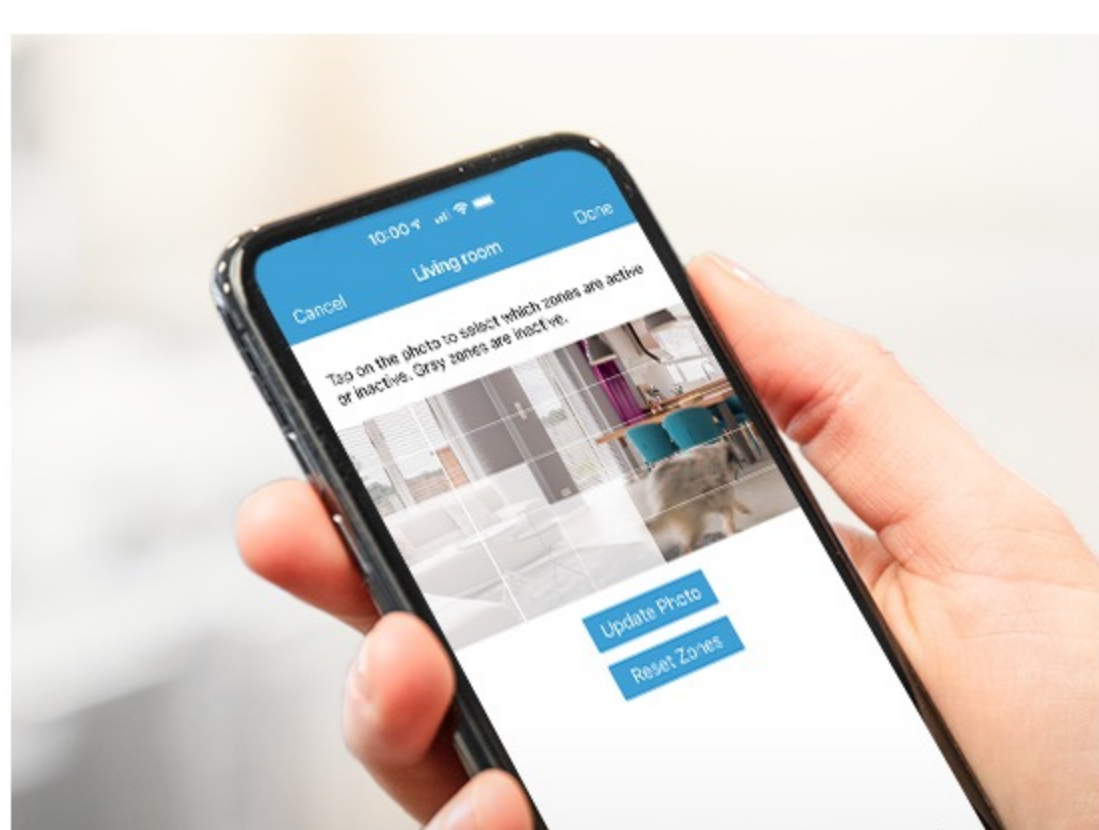 10:00
Living room
Cancel
Done
Tap on the photo to select which zones are active
or inactive. Gray zones are inactive.
Update Photo
Reset Zones